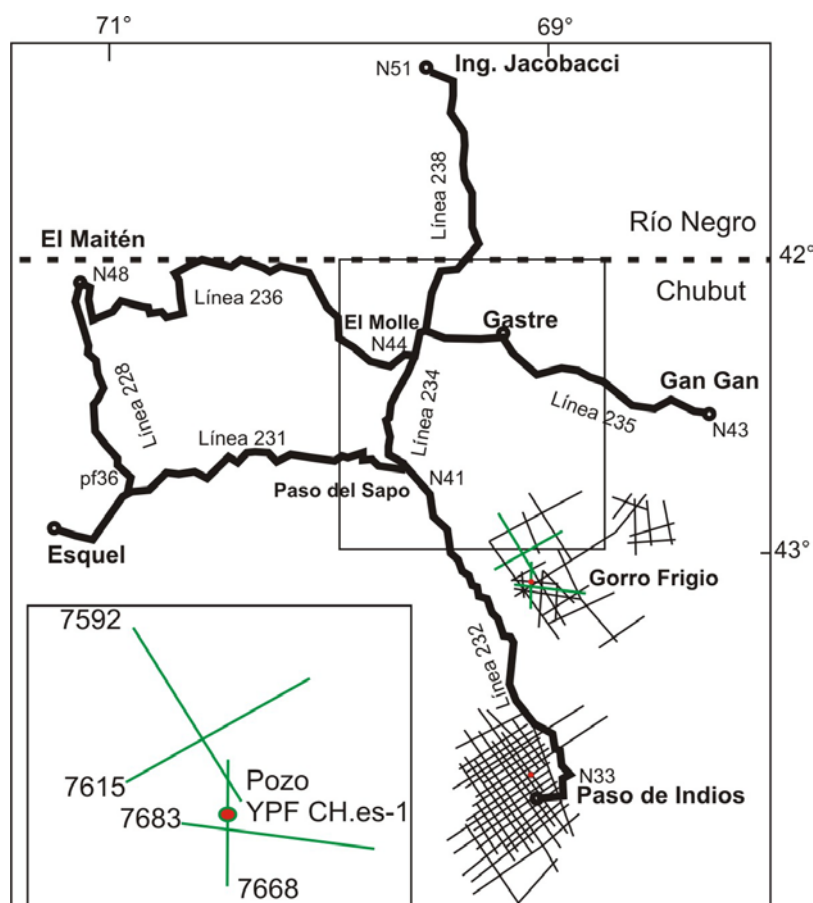 71°
69°
N51
Ing. Jacobacci
Línea 238
Río Negro
El Maitén
42°
N48
Chubut
Línea 236
El Molle
Gastre
N44
Gan Gan
Línea 228
Línea 234
Línea 235
N43
Línea 231
pf36
Paso del Sapo
N41
Esquel
43°
Gorro Frigio
7592
Línea 232
7615
Pozo
YPF CH.es-1
N33
7683
Paso de Indios
7668